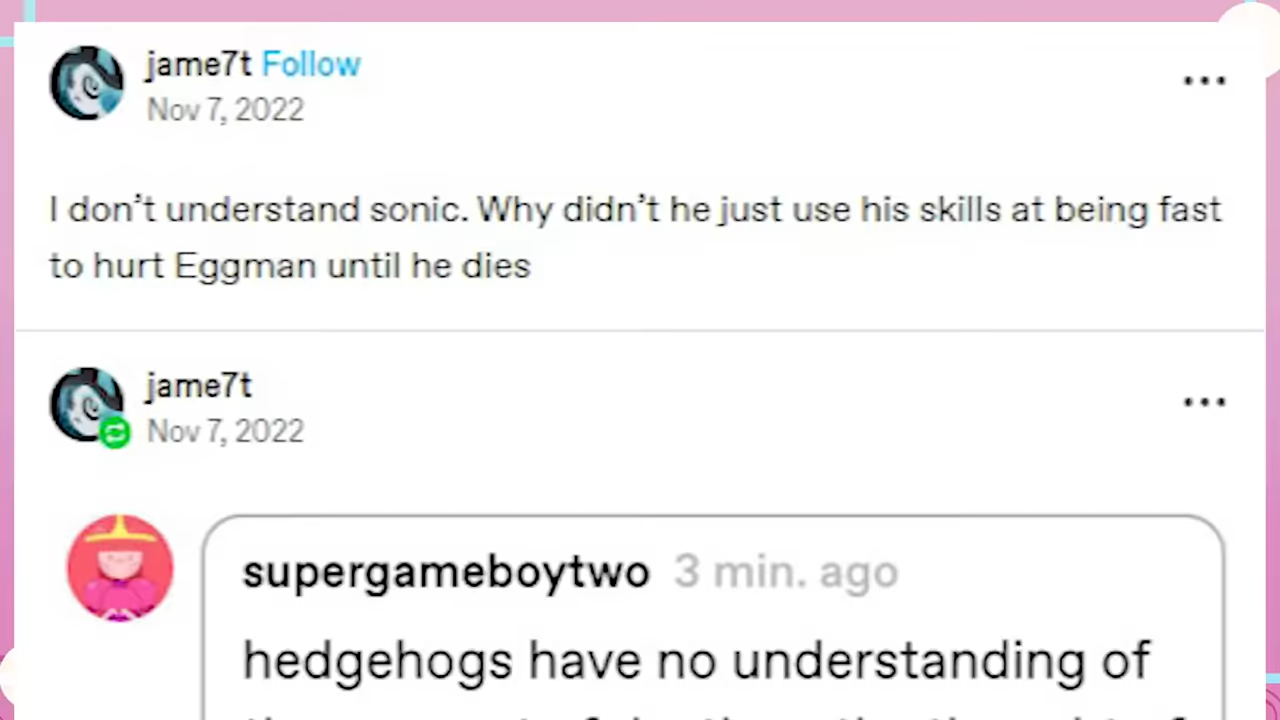 jame7t Follow
Nov 7, 2022
I don't understand sonic. Why didn't he just use his skills at being fast
to hurt Eggman until he dies
jame7t
Nov 7, 2022
supergameboytwo 3 min. ago
hedgehogs have no understanding of